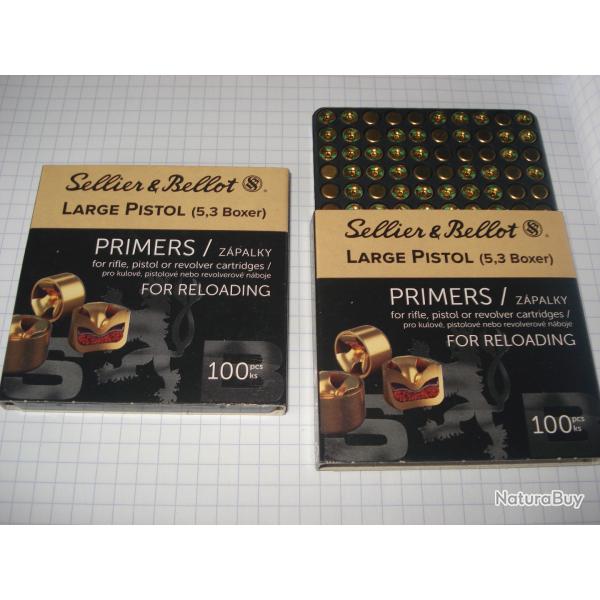 Sellier & Bellot SB®
LARGE PISTOL (5,3 Boxer)
PRIMERS / ZÁPALKY
for rifle, pistol or revolver cartridges /
pro kulové, pistolové nebo revolverové náboje
FOR RELOADING
100 pcs
ks
S B
Sellier & Bellot SB®
LARGE PISTOL (5,3 Boxer)
PRIMERS / ZÁPALKY
for rifle, pistol or revolver cartridges /
pro kulové, pistolové nebo revolverové náboje
FOR RELOADING
100 pcs
ks
S B
NaturaBuy